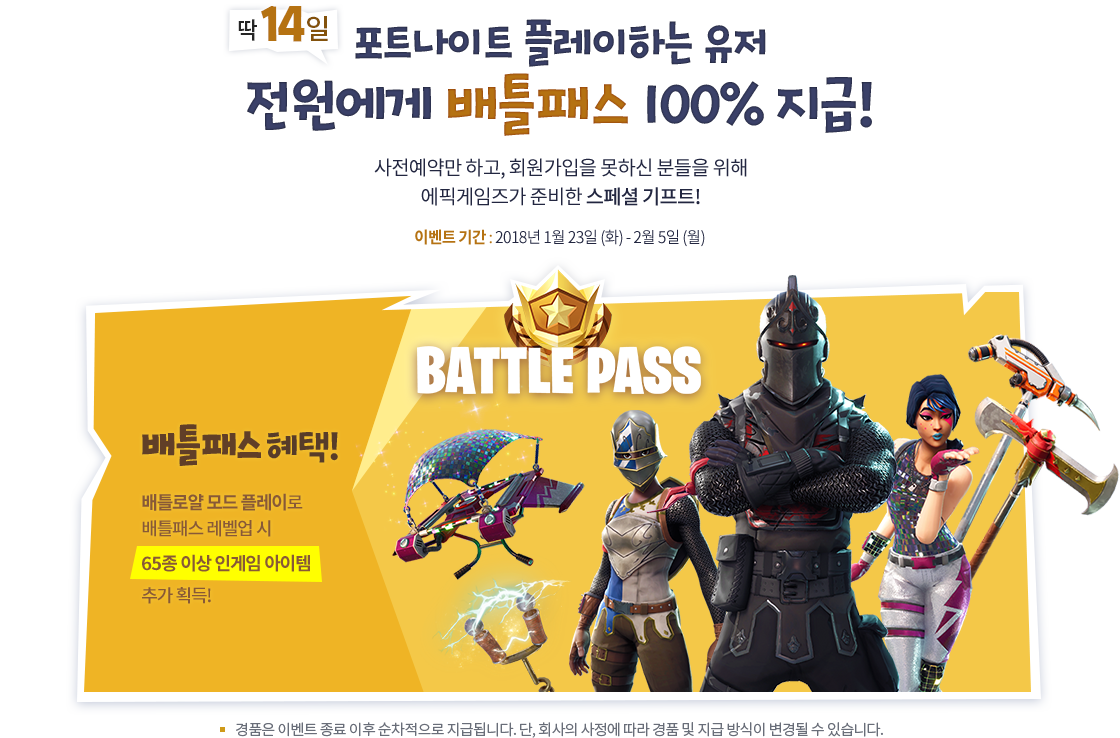 딱 14일
포트나이트 플레이하는 유저
전원에게 배틀패스 100% 지급!
사전예약만 하고, 회원가입을 못하신 분들을 위해
에픽게임즈가 준비한 스페셜 기프트!
이벤트 기간 : 2018년 1월 23일 (화) - 2월 5일 (월)
BATTLE PASS
배틀패스 혜택!
배틀로얄 모드 플레이로
배틀패스 레벨업 시
65종 이상 인게임 아이템
추가 획득!
경품은 이벤트 종료 이후 순차적으로 지급됩니다. 단, 회사의 사정에 따라 경품 및 지급 방식이 변경될 수 있습니다.